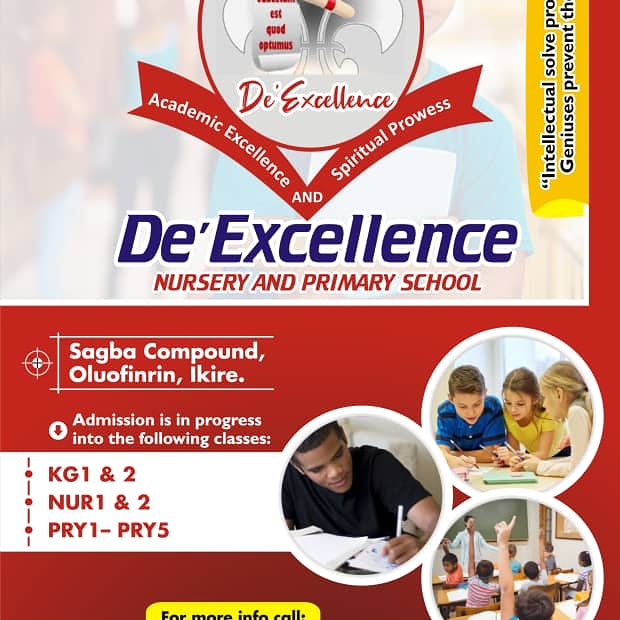 est
quod
optumus
De'Excellence
Academic Excellence
AND
Spiritual Prowess
"Intellectual solve pro
Geniuses prevent the
De'Excellence
NURSERY AND PRIMARY SCHOOL
Sagba Compound,
Oluofinrin, Ikire.
Admission is in progress
into the following classes:
KG1 & 2
NUR1 & 2
PRY1– PRY5
For more info call: